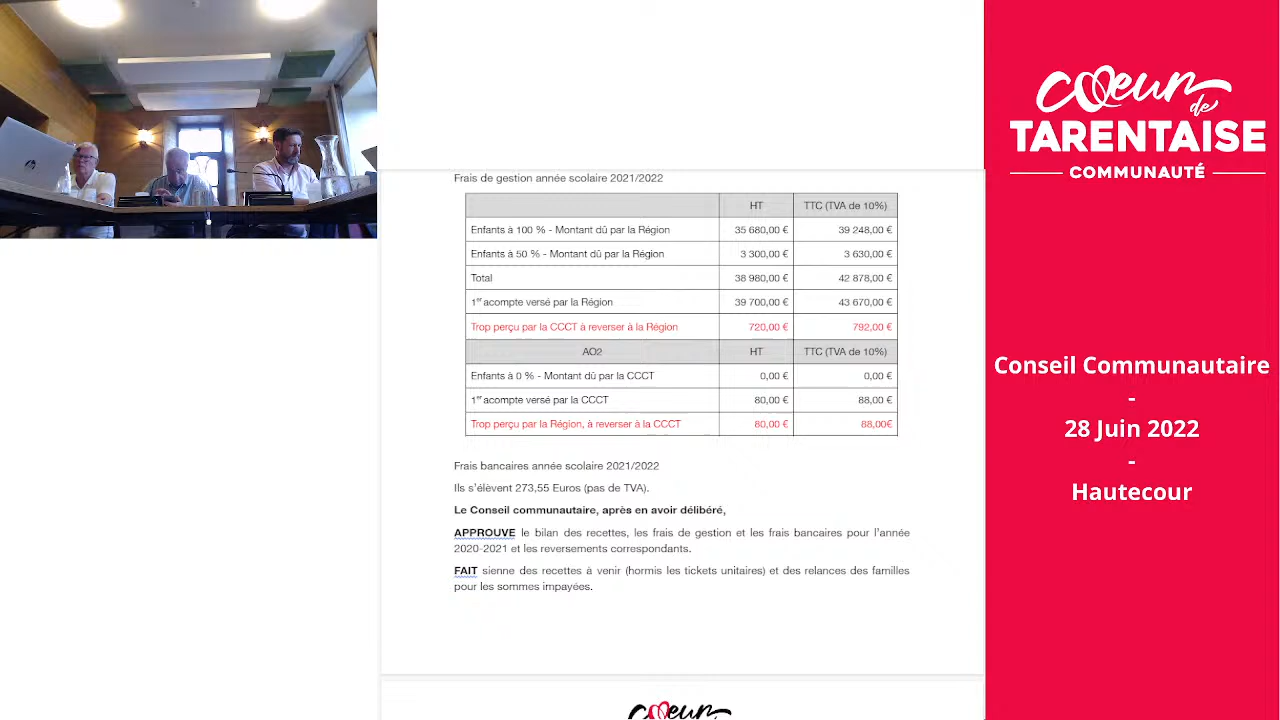 Frais de gestion année scolaire 2021/2022
HT TTC (TVA de 10%)
Enfants à 100 % - Montant dû par la Région 35 680,00 € 39 248,00 €
Enfants à 50 % - Montant dû par la Région 3 300,00 € 3 630,00 €
Total 38 980,00 € 42 878,00 €
1er acompte versé par la Région 39 700,00 € 43 670,00 €
Trop perçu par la CCCT à reverser à la Région 720,00 € 792,00 €
AO2 HT TTC (TVA de 10%)
Enfants à 0 % - Montant dû par la CCCT 0,00 € 0,00 €
1er acompte versé par la CCCT 80,00 € 88,00 €
Trop perçu par la Région, à reverser à la CCCT 80,00 € 88,00€
Frais bancaires année scolaire 2021/2022
Ils s'élèvent 273,55 Euros (pas de TVA).
Le Conseil communautaire, après en avoir délibéré,
APPROUVE le bilan des recettes, les frais de gestion et les frais bancaires pour l'année
2020-2021 et les reversements correspondants.
FAIT sienne des recettes à venir (hormis les tickets unitaires) et des relances des familles
pour les sommes impayées.
Cœur
Cœur
de
TARENTAISE
COMMUNAUTÉ
Conseil Communautaire
-
28 Juin 2022
-
Hautecour
hp